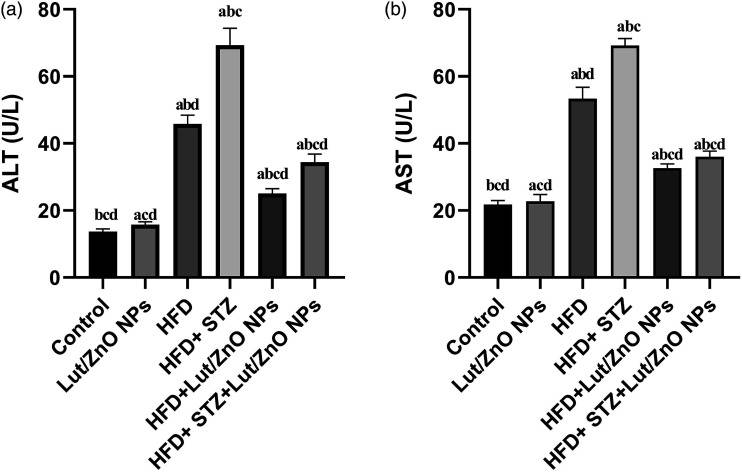 (a)
ALT (U/L)
80
60
40
20
0
bcd
acd
abd
abc
abcd
abcd
Control
Lut/ZnO NPs
HFD
HFD+ STZ
HFD+Lut/ZnO NPs
HFD+ STZ+Lut/ZnO NPs
(b)
AST (U/L)
80
60
40
20
0
bcd
acd
abd
abc
abcd
abcd
Control
Lut/ZnO NPs
HFD
HFD+ STZ
HFD+Lut/ZnO NPs
HFD+ STZ+Lut/ZnO NPs